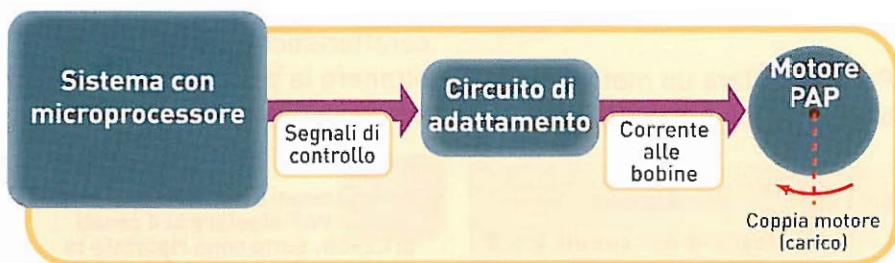 Sistema con
microprocessore
Segnali di
controllo
Circuito di
adattamento
Corrente
alle
bobine
Motore
PAP
Coppia motore
(carico)